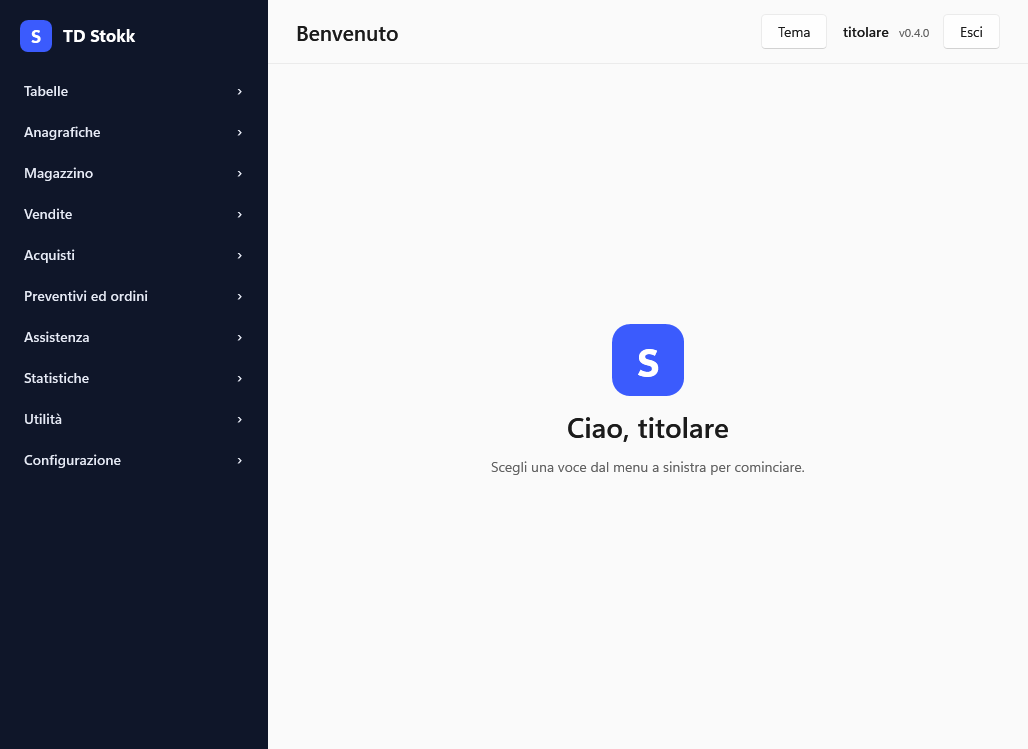 S TD Stokk
Tabelle ›
Anagrafiche ›
Magazzino ›
Vendite ›
Acquisti ›
Preventivi ed ordini ›
Assistenza ›
Statistiche ›
Utilità ›
Configurazione ›
Benvenuto
Tema titolare v0.4.0 Esci
S
Ciao, titolare
Scegli una voce dal menu a sinistra per cominciare.